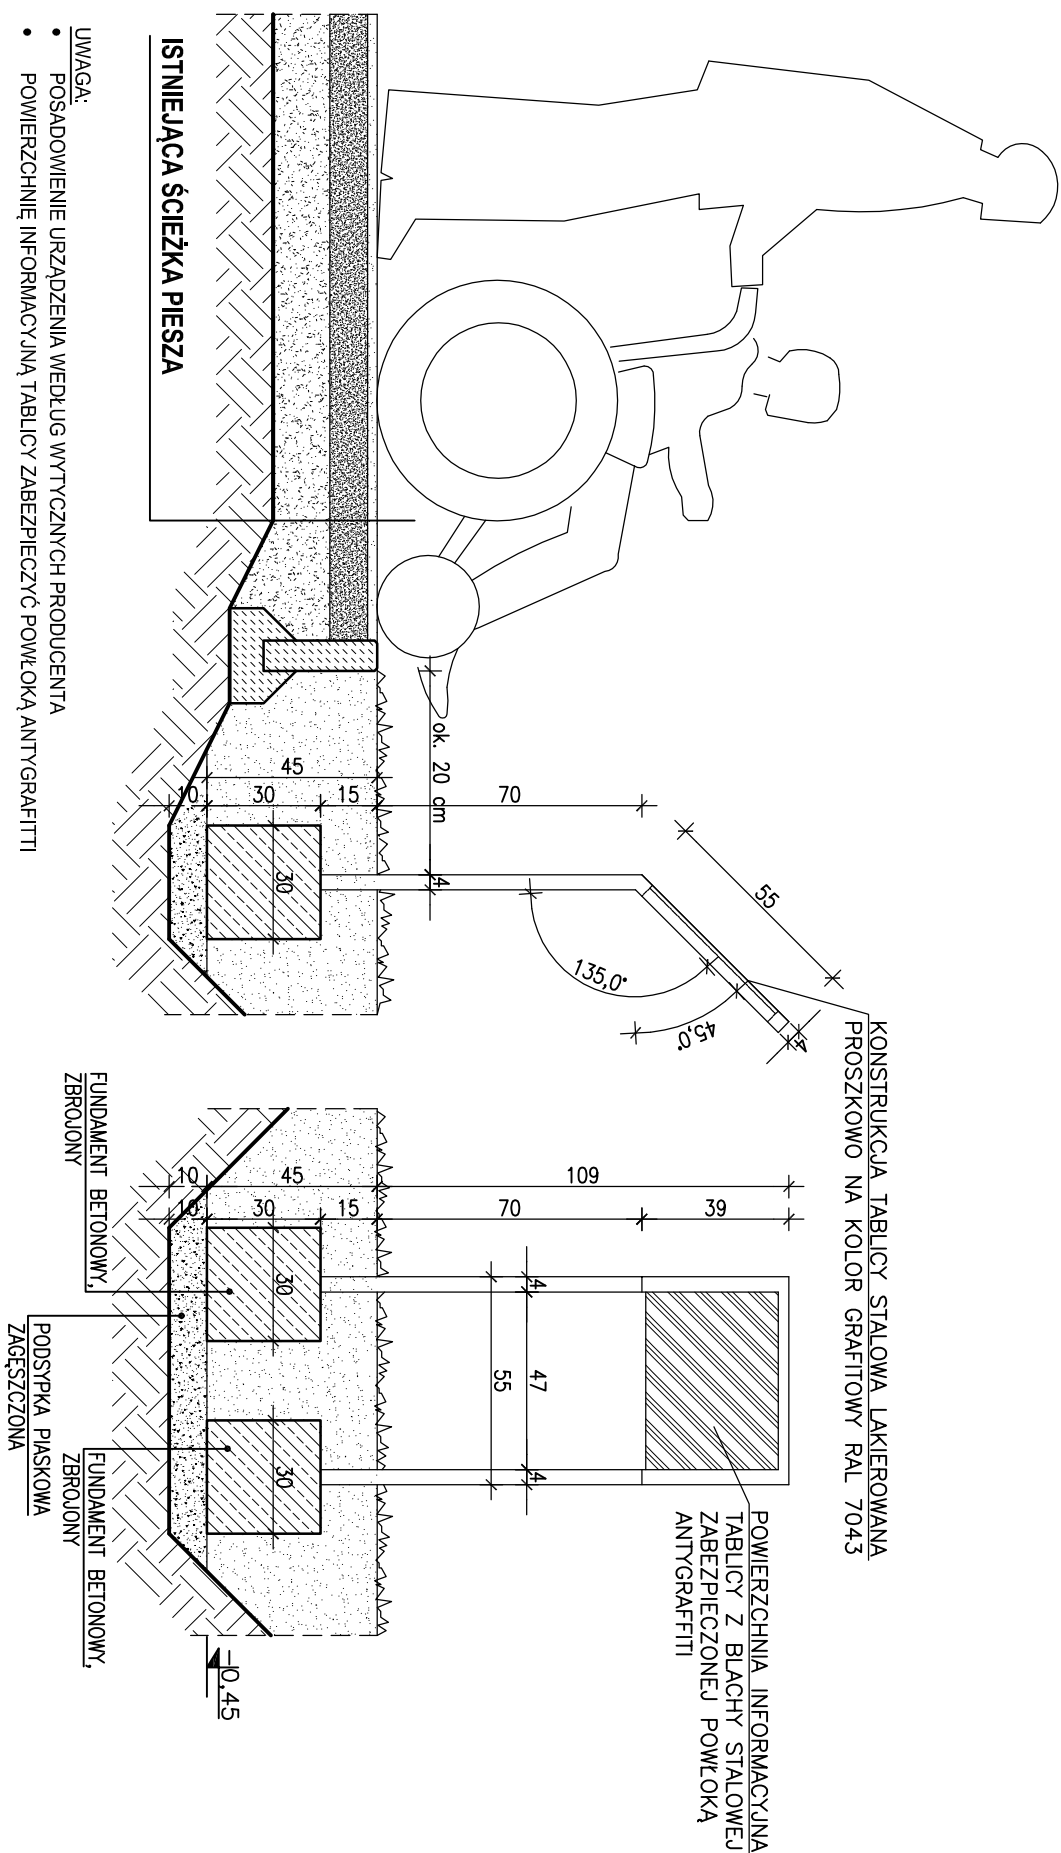 KONSTRUKCJA TABLICY STALOWA LAKIEROWANA
PROSZKOWO NA KOLOR GRAFITOWY RAL 7043
55
4
45,0°
135,0°
70
ok. 20 cm
4
45
15
30
10
30
ISTNIEJĄCA ŚCIEŻKA PIESZA
POWIERZCHNIA INFORMACYJNA
TABLICY Z BLACHY STALOWEJ
ZABEZPIECZONEJ POWŁOKĄ
ANTYGRAFFITI
39
109
70
4
47
4
55
15
45
30
10
10
30
30
-0,45
FUNDAMENT BETONOWY,
ZBROJONY
PODSYPKA PIASKOWA
ZAGĘSZCZONA
FUNDAMENT BETONOWY,
ZBROJONY
UWAGA:
• POSADOWIENIE URZĄDZENIA WEDŁUG WYTYCZNYCH PRODUCENTA
• POWIERZCHNIĘ INFORMACYJNĄ TABLICY ZABEZPIECZYĆ POWŁOKĄ ANTYGRAFITTI